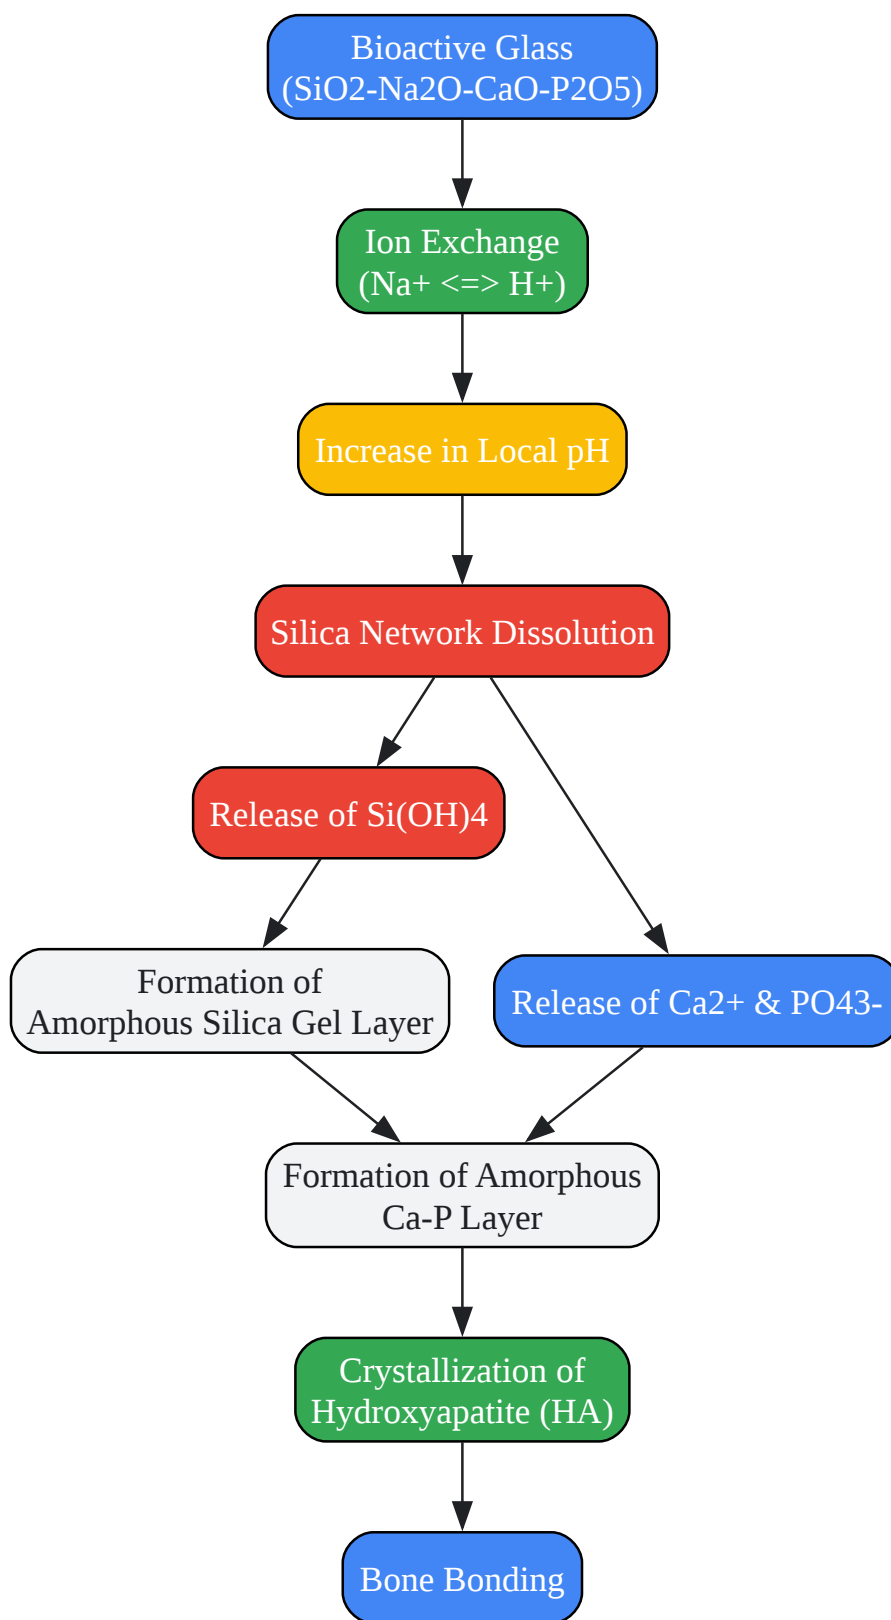 Bioactive Glass
(SiO2-Na2O-CaO-P2O5)
Ion Exchange
(Na+ <=> H+)
Increase in Local pH
Silica Network Dissolution
Release of Si(OH)4
Formation of
Amorphous Silica Gel Layer
Release of Ca2+ & PO43-
Formation of Amorphous
Ca-P Layer
Crystallization of
Hydroxyapatite (HA)
Bone Bonding